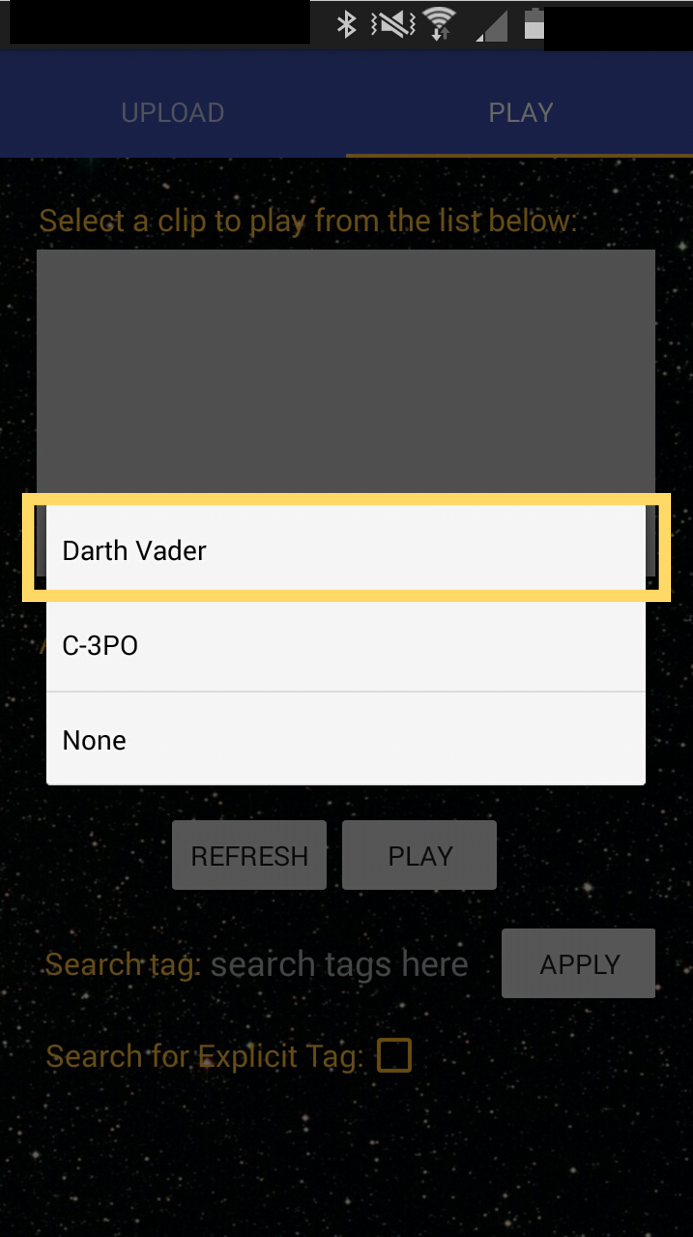 UPLOAD PLAY
Select a clip to play from the list below:
Darth Vader
C-3PO
None
REFRESH PLAY
Search tag: search tags here APPLY
Search for Explicit Tag: